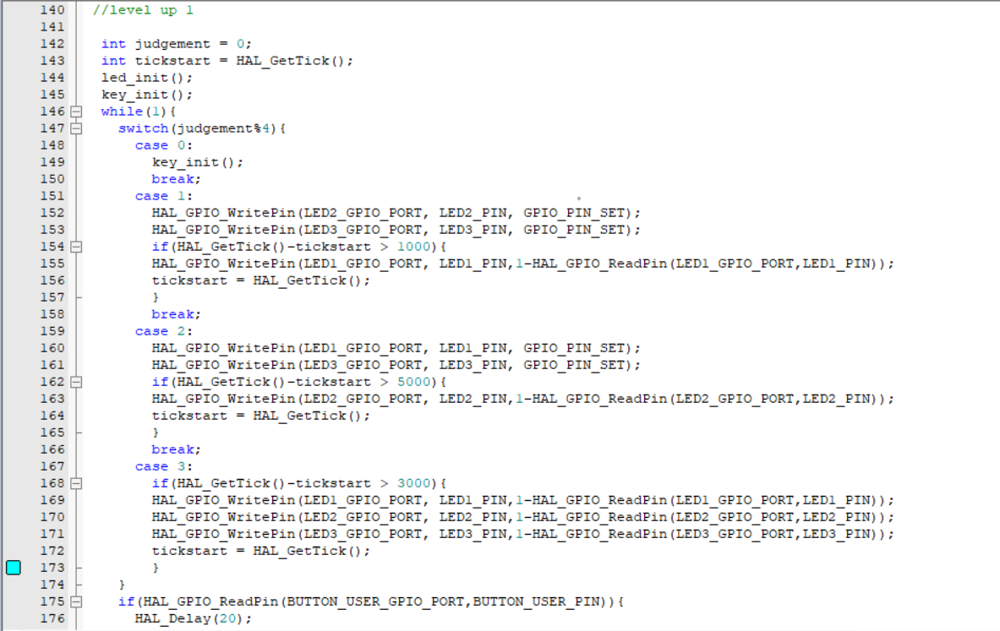 140 //level up 1
141
142 int judgement = 0;
143 int tickstart = HAL_GetTick();
144 led_init();
145 key_init();
146 while(1){
147 switch(judgement%4){
148 case 0:
149 key_init();
150 break;
151 case 1:
152 HAL_GPIO_WritePin(LED2_GPIO_PORT, LED2_PIN, GPIO_PIN_SET);
153 HAL_GPIO_WritePin(LED3_GPIO_PORT, LED3_PIN, GPIO_PIN_SET);
154 if(HAL_GetTick()-tickstart > 1000){
155 HAL_GPIO_WritePin(LED1_GPIO_PORT, LED1_PIN,1-HAL_GPIO_ReadPin(LED1_GPIO_PORT,LED1_PIN));
156 tickstart = HAL_GetTick();
157 }
158 break;
159 case 2:
160 HAL_GPIO_WritePin(LED1_GPIO_PORT, LED1_PIN, GPIO_PIN_SET);
161 HAL_GPIO_WritePin(LED3_GPIO_PORT, LED3_PIN, GPIO_PIN_SET);
162 if(HAL_GetTick()-tickstart > 5000){
163 HAL_GPIO_WritePin(LED2_GPIO_PORT, LED2_PIN,1-HAL_GPIO_ReadPin(LED2_GPIO_PORT,LED2_PIN));
164 tickstart = HAL_GetTick();
165 }
166 break;
167 case 3:
168 if(HAL_GetTick()-tickstart > 3000){
169 HAL_GPIO_WritePin(LED1_GPIO_PORT, LED1_PIN,1-HAL_GPIO_ReadPin(LED1_GPIO_PORT,LED1_PIN));
170 HAL_GPIO_WritePin(LED2_GPIO_PORT, LED2_PIN,1-HAL_GPIO_ReadPin(LED2_GPIO_PORT,LED2_PIN));
171 HAL_GPIO_WritePin(LED3_GPIO_PORT, LED3_PIN,1-HAL_GPIO_ReadPin(LED3_GPIO_PORT,LED3_PIN));
172 tickstart = HAL_GetTick();
173 }
174 }
175 if(HAL_GPIO_ReadPin(BUTTON_USER_GPIO_PORT,BUTTON_USER_PIN)){
176 HAL_Delay(20);